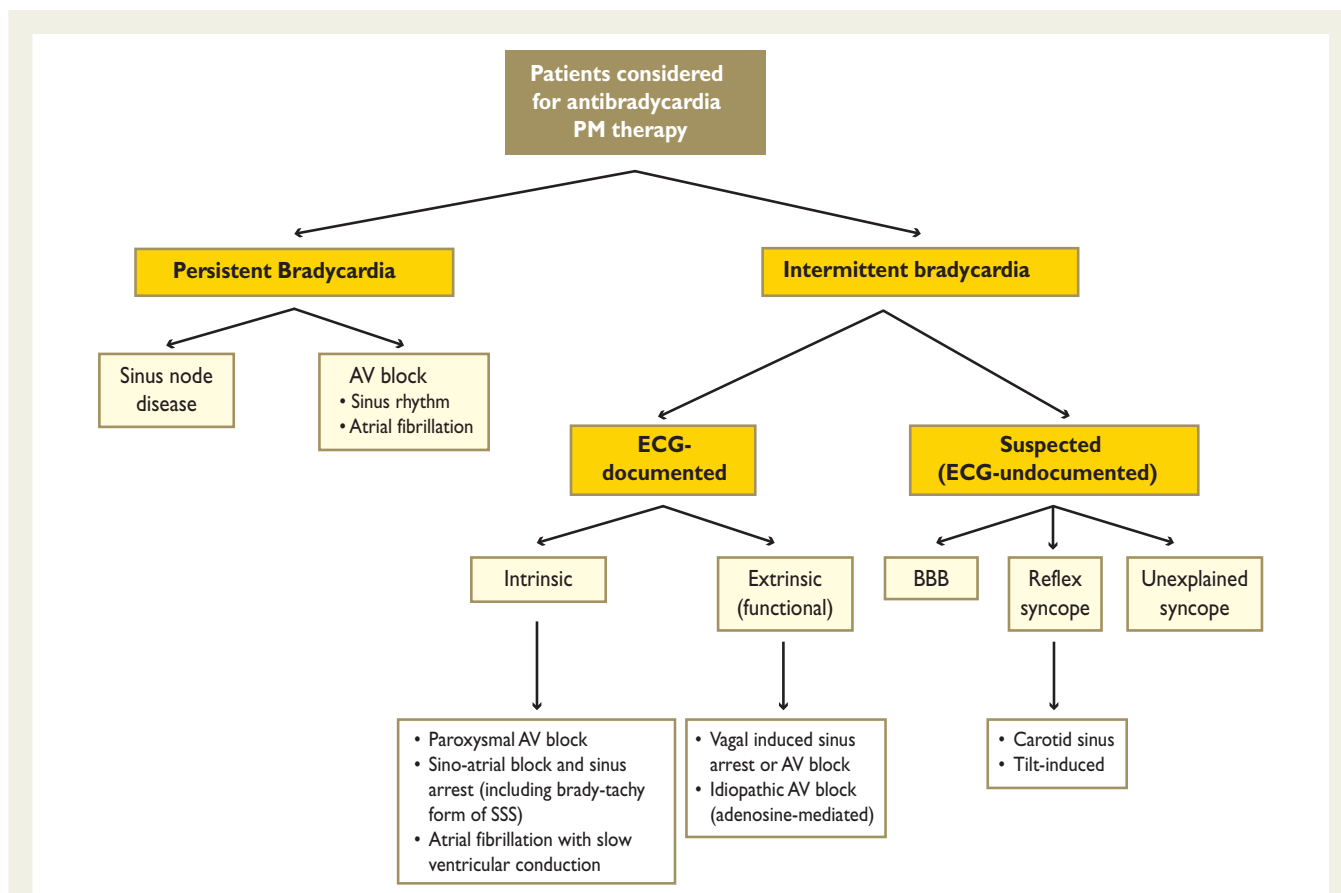 Patients considered
for antibradycardia
PM therapy
Persistent Bradycardia
Intermittent bradycardia
Sinus node
disease
AV block
• Sinus rhythm
• Atrial fibrillation
ECG-
documented
Suspected
(ECG-undocumented)
Intrinsic
Extrinsic
(functional)
BBB
Reflex
syncope
Unexplained
syncope
• Paroxysmal AV block
• Sino-atrial block and sinus
arrest (including brady-tachy
form of SSS)
• Atrial fibrillation with slow
ventricular conduction
• Vagal induced sinus
arrest or AV block
• Idiopathic AV block
(adenosine-mediated)
• Carotid sinus
• Tilt-induced